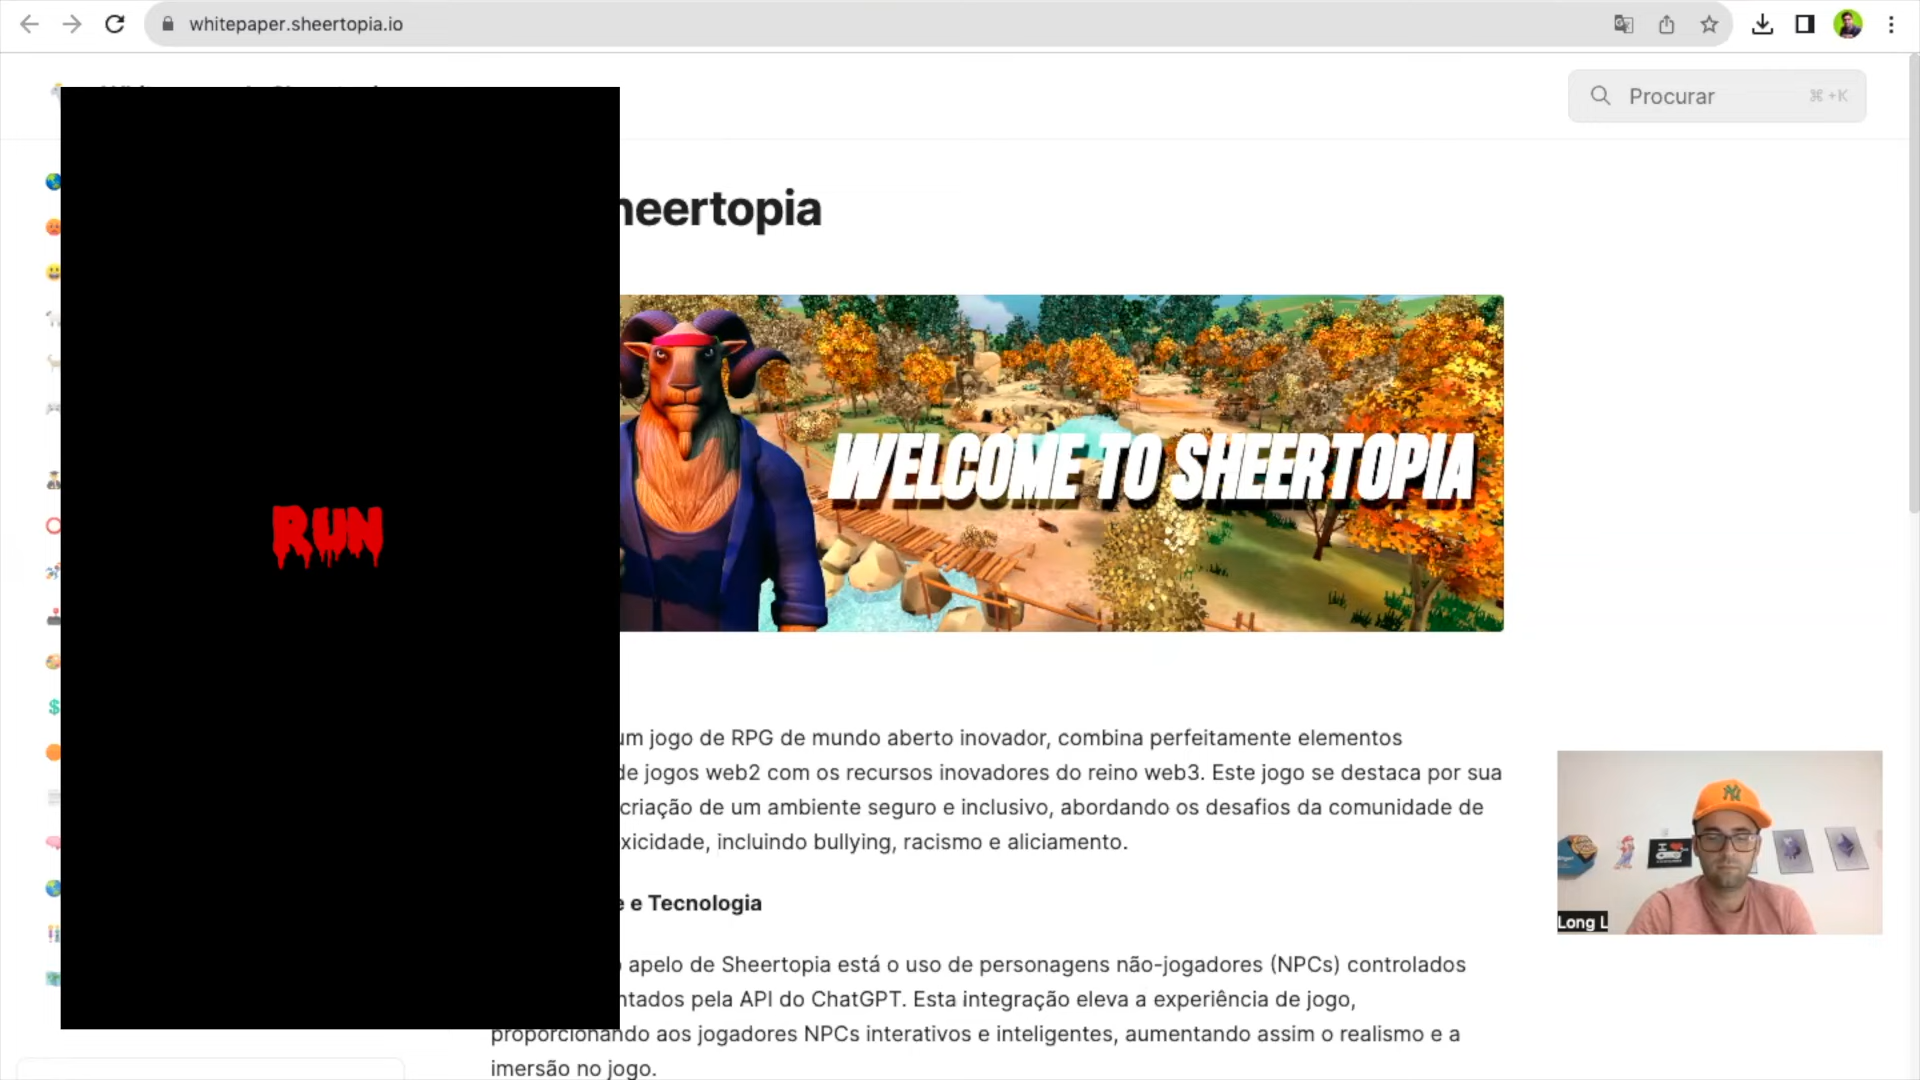 whitepaper.sheertopia.io
Procurar
⌘+K
heertopia
WELCOME TO SHEERTOPIA
RUN
um jogo de RPG de mundo aberto inovador, combina perfeitamente elementos
de jogos web2 com os recursos inovadores do reino web3. Este jogo se destaca por sua
criação de um ambiente seguro e inclusivo, abordando os desafios da comunidade de
xicidade, incluindo bullying, racismo e aliciamento.
e e Tecnologia
apelo de Sheertopia está o uso de personagens não-jogadores (NPCs) controlados
ntados pela API do ChatGPT. Esta integração eleva a experiência de jogo,
proporcionando aos jogadores NPCs interativos e inteligentes, aumentando assim o realismo e a
imersão no jogo.
Long L